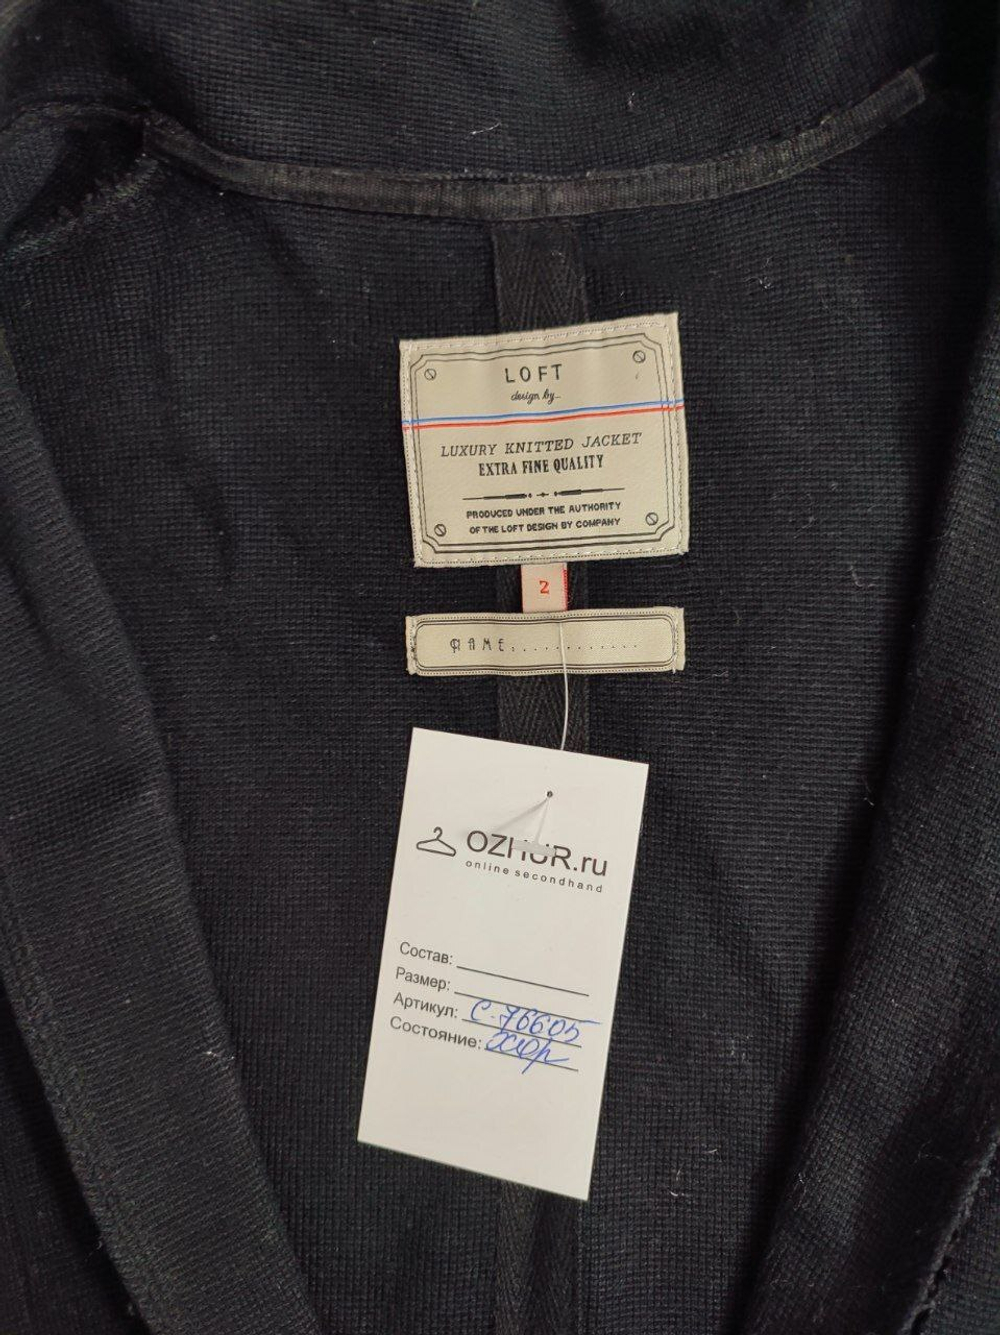 LOFT
design by...
LUXURY KNITTED JACKET
EXTRA FINE QUALITY
PRODUCED UNDER THE AUTHORITY
OF THE LOFT DESIGN BY COMPANY
2
NAME.............
OZHUR.ru
online secondhand
Состав:
Размер:
Артикул: С-76605
Состояние: хор